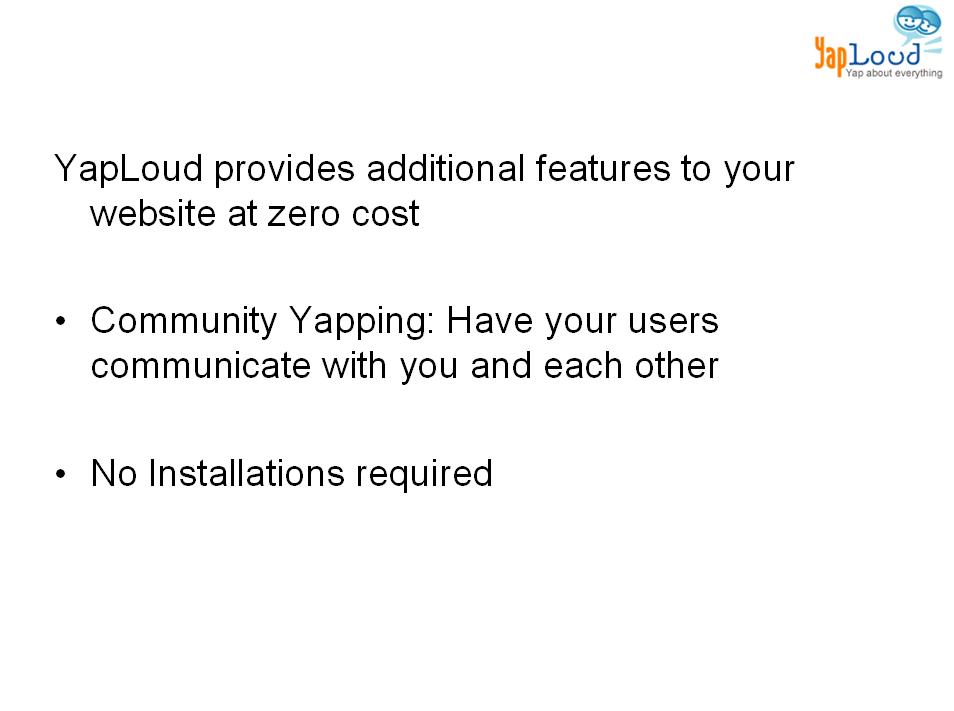 YapLoud
Yap about everything
YapLoud provides additional features to your
website at zero cost
• Community Yapping: Have your users
communicate with you and each other
• No Installations required